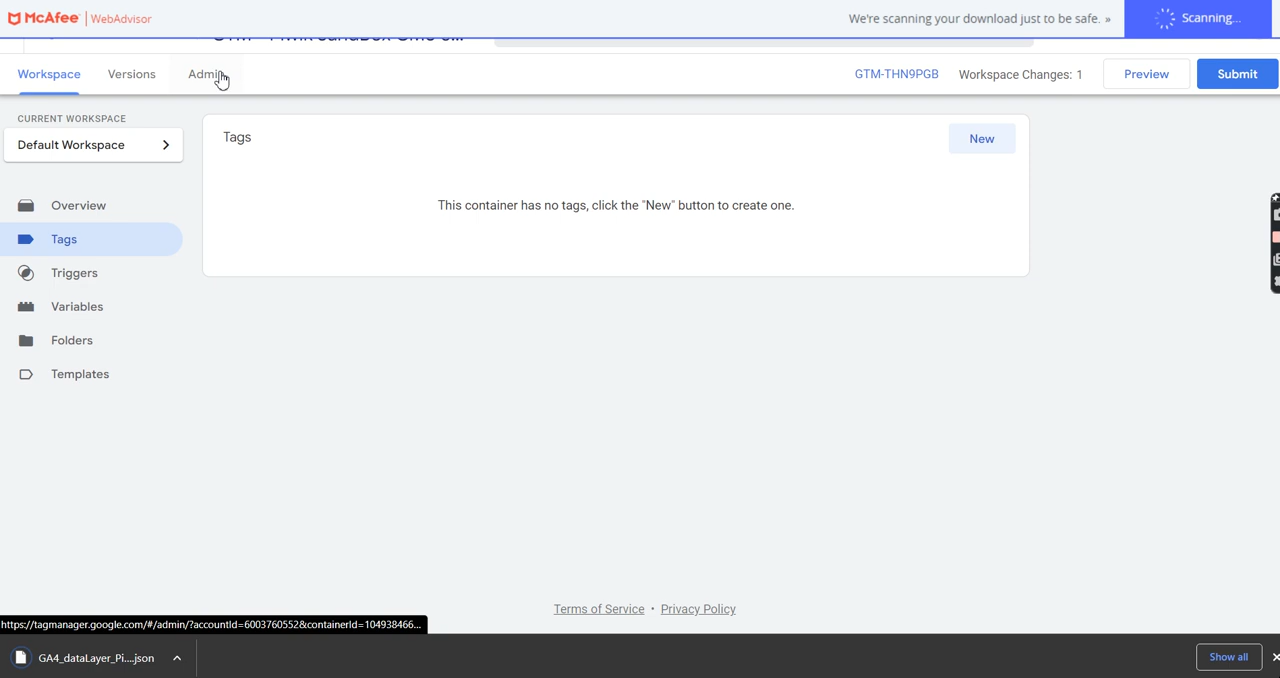 McAfee | WebAdvisor
We're scanning your download just to be safe. »
Scanning...
Workspace
Versions
Admin
GTM-THN9PGB
Workspace Changes: 1
Preview
Submit
CURRENT WORKSPACE
Default Workspace
Tags
New
This container has no tags, click the "New" button to create one.
Overview
Tags
Triggers
Variables
Folders
Templates
Terms of Service • Privacy Policy
https://tagmanager.google.com/#/admin/?accountId=6003760552&containerId=104938466...
GA4_dataLayer_Pi....json
Show all